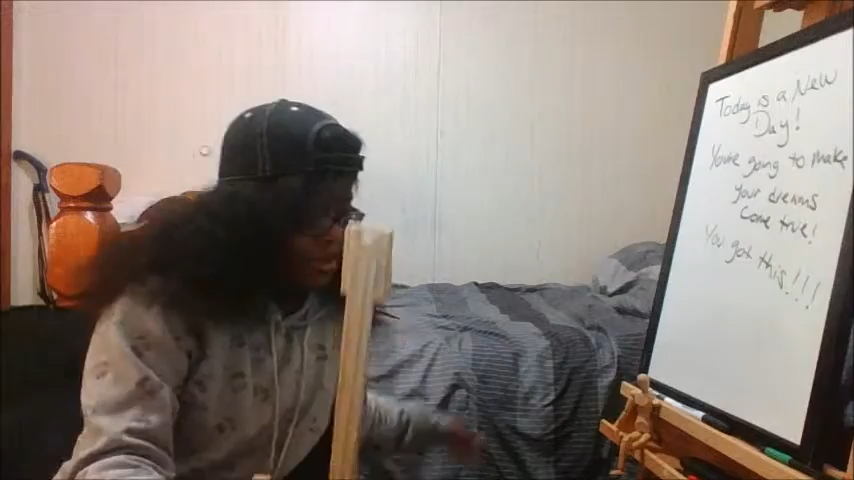 Today is a New
Day!
You're going to make
your dreams
come true!
You got this!!!!